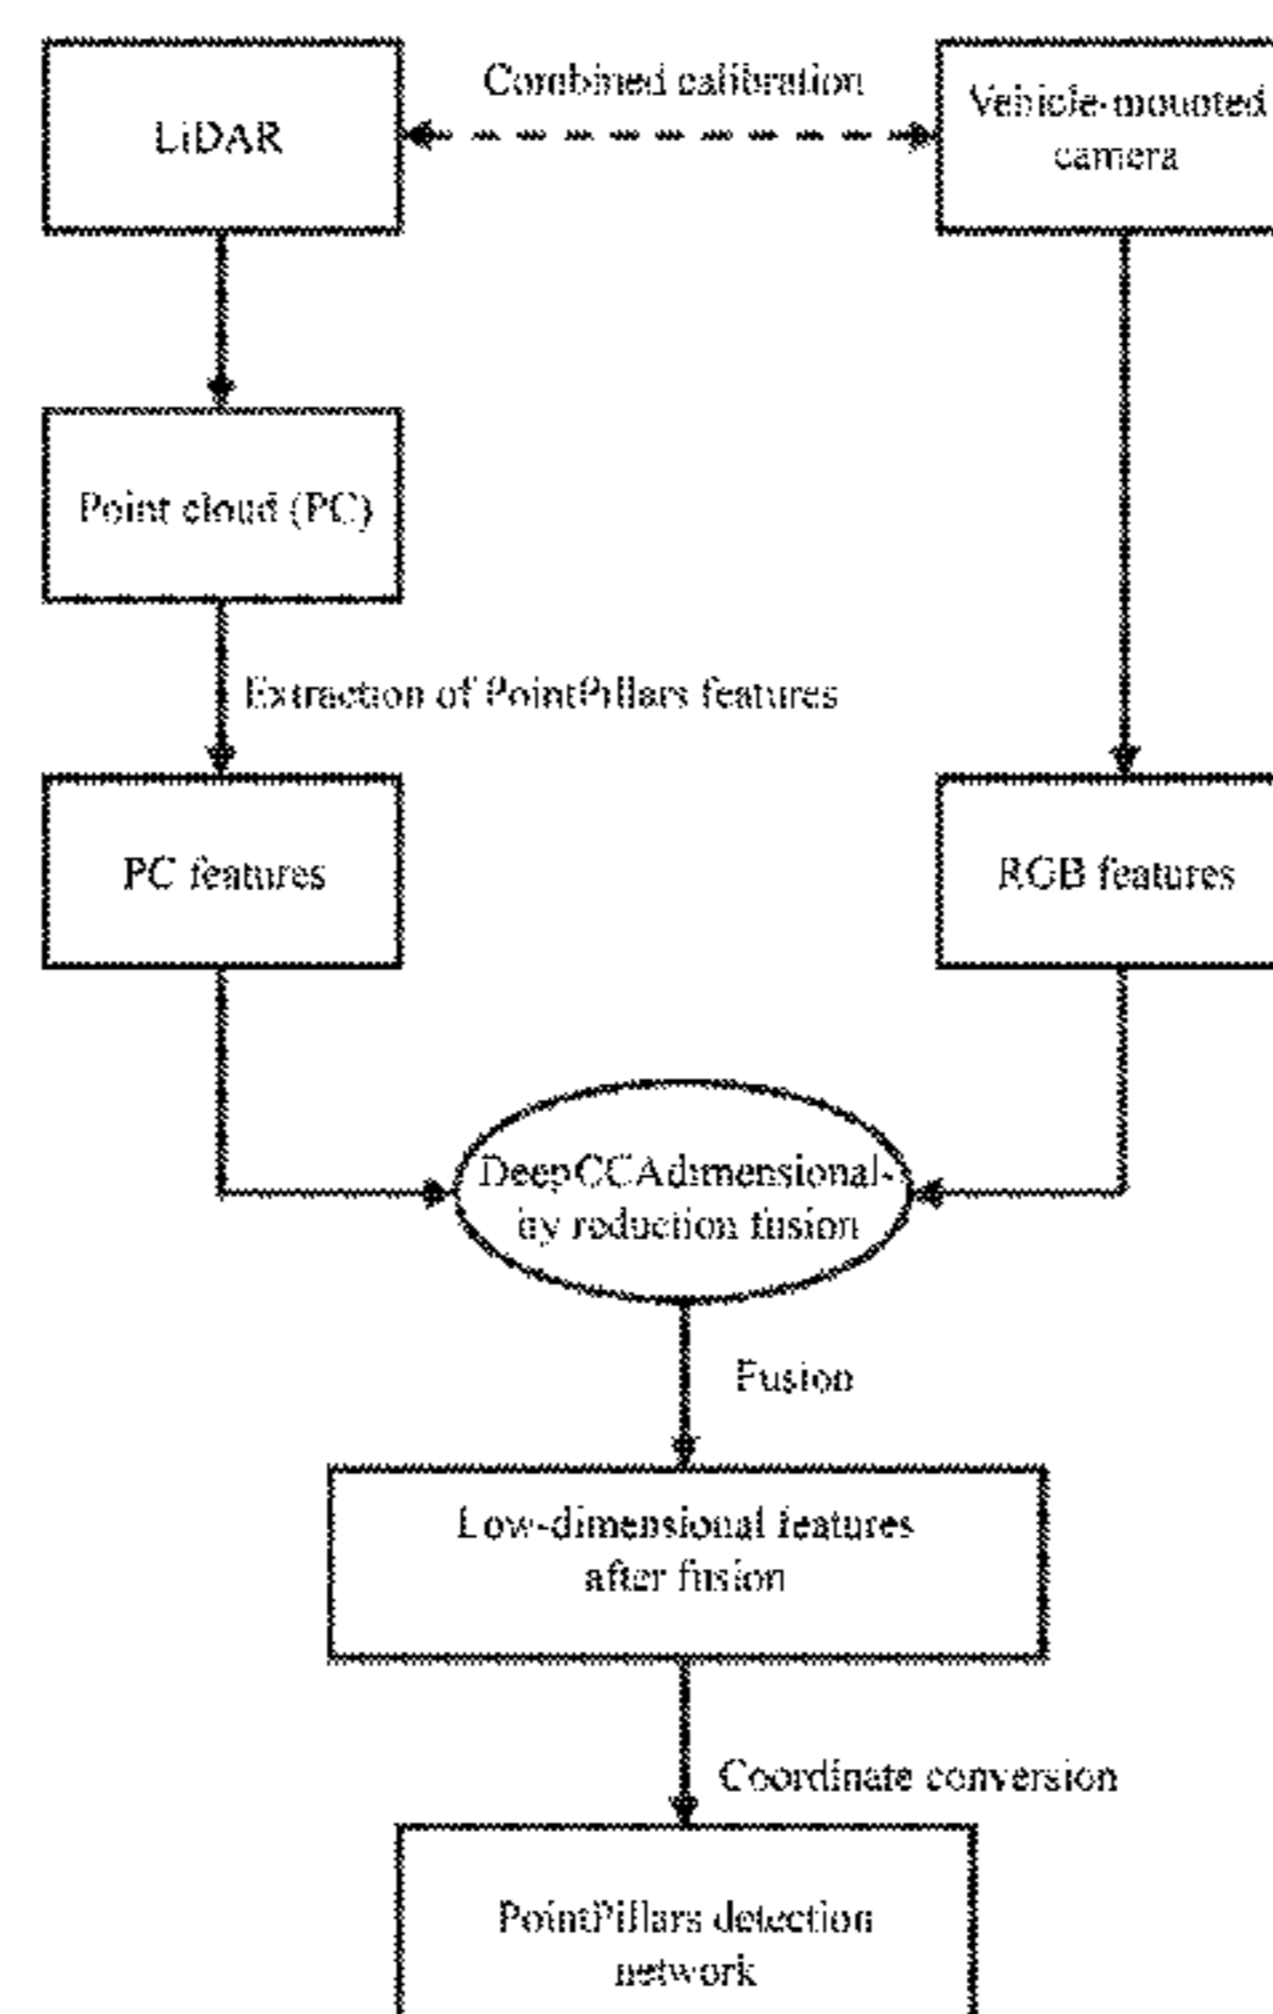 LiDAR
Combined calibration
Vehicle-mounted
camera
Point cloud (PC)
Extraction of PointPillars features
PC features
RGB features
DeepCCAdimensional-
ity reduction fusion
Fusion
Low-dimensional features
after fusion
Coordinate conversion
PointPillars detection
network